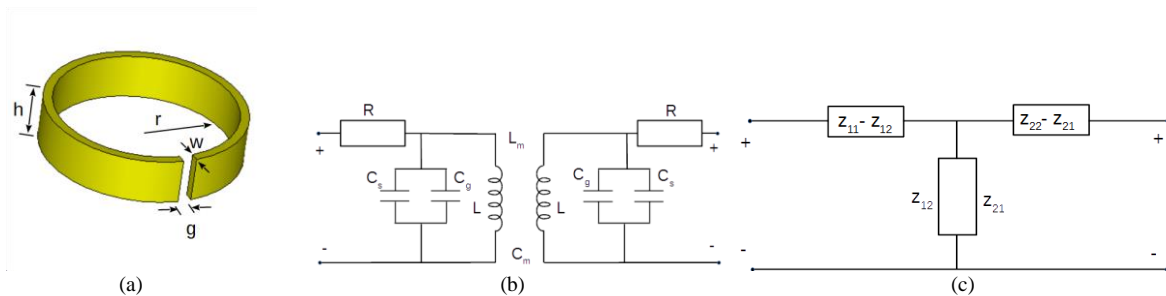 h
r
w
g
(a)
R
R
L_m
+
+
C_s
C_g
C_g
C_s
L
L
-
C_m
-
(b)
z_11 - z_12
z_22 - z_21
+
+
z_12
z_21
-
-
(c)